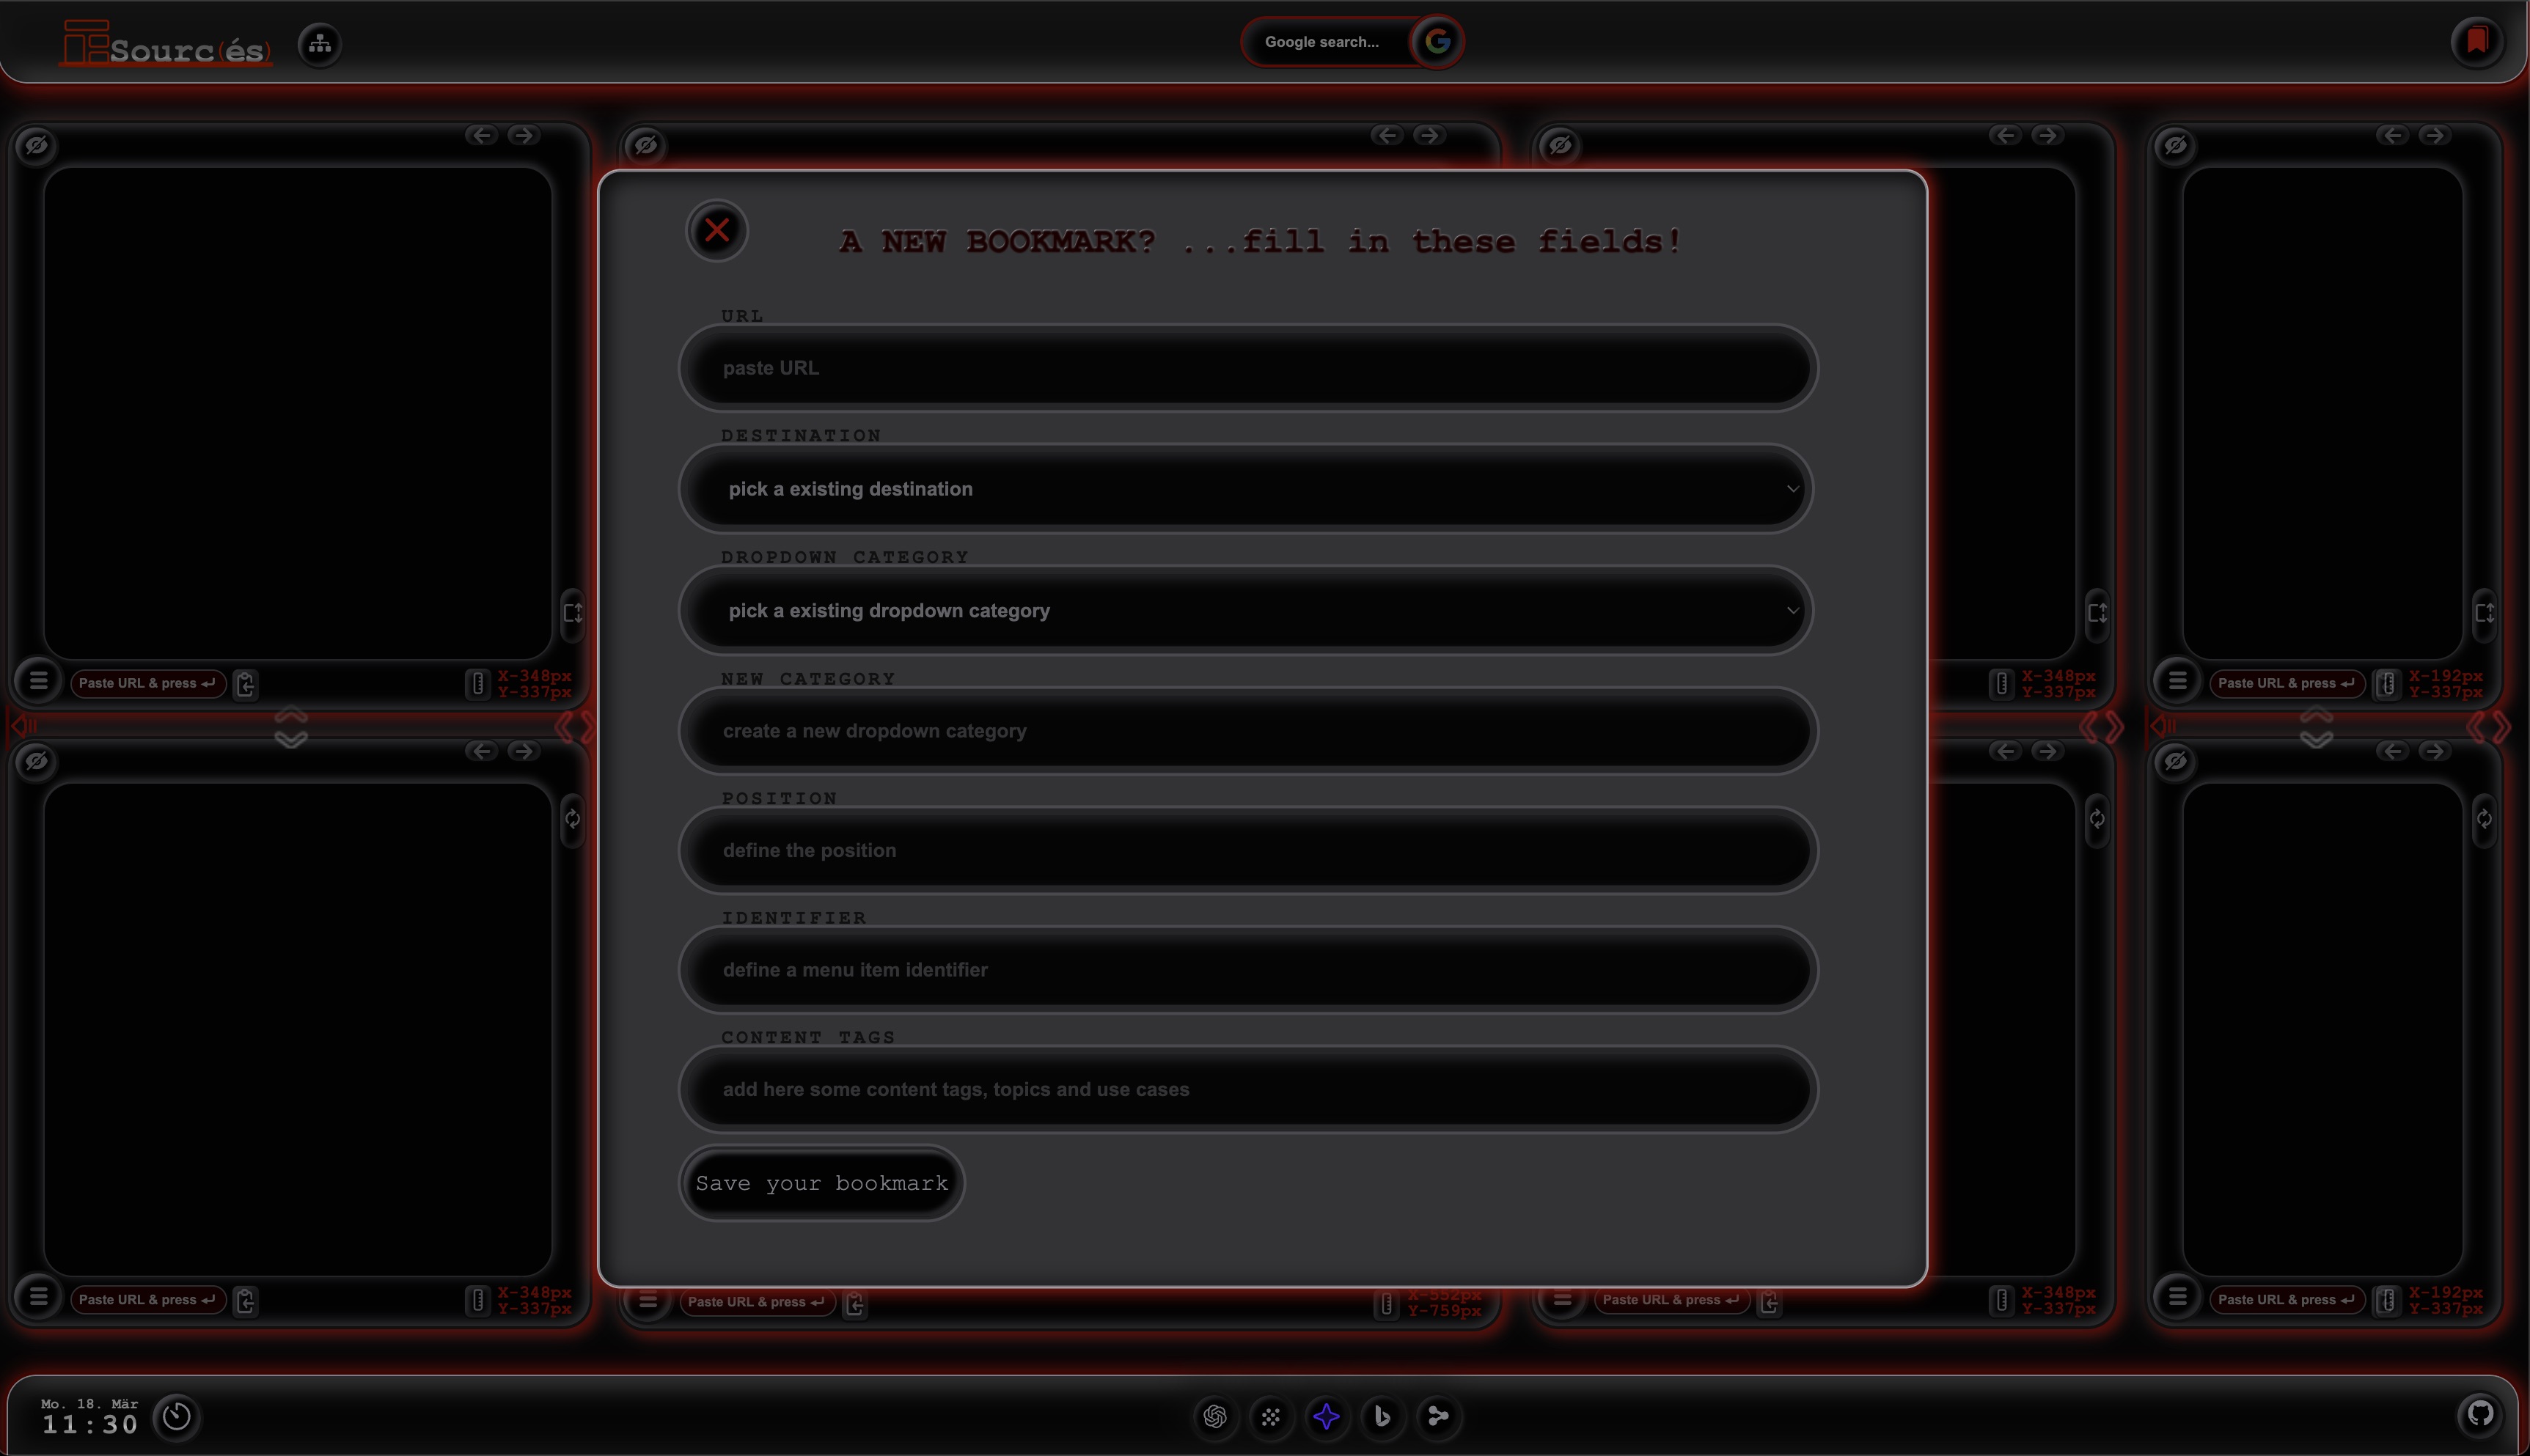 Sourc(és)
Google search...
A NEW BOOKMARK? ...fill in these fields!
URL
paste URL
DESTINATION
pick a existing destination
DROPDOWN CATEGORY
pick a existing dropdown category
NEW CATEGORY
create a new dropdown category
POSITION
define the position
IDENTIFIER
define a menu item identifier
CONTENT TAGS
add here some content tags, topics and use cases
Save your bookmark
Paste URL & press ↵
X-348px
Y-337px
X-348px
Y-337px
Paste URL & press ↵
X-192px
Y-337px
Paste URL & press ↵
X-348px
Y-337px
Paste URL & press ↵
X-552px
Y-759px
Paste URL & press ↵
X-348px
Y-337px
Paste URL & press ↵
X-192px
Y-337px
Mo. 18. Mär
11:30